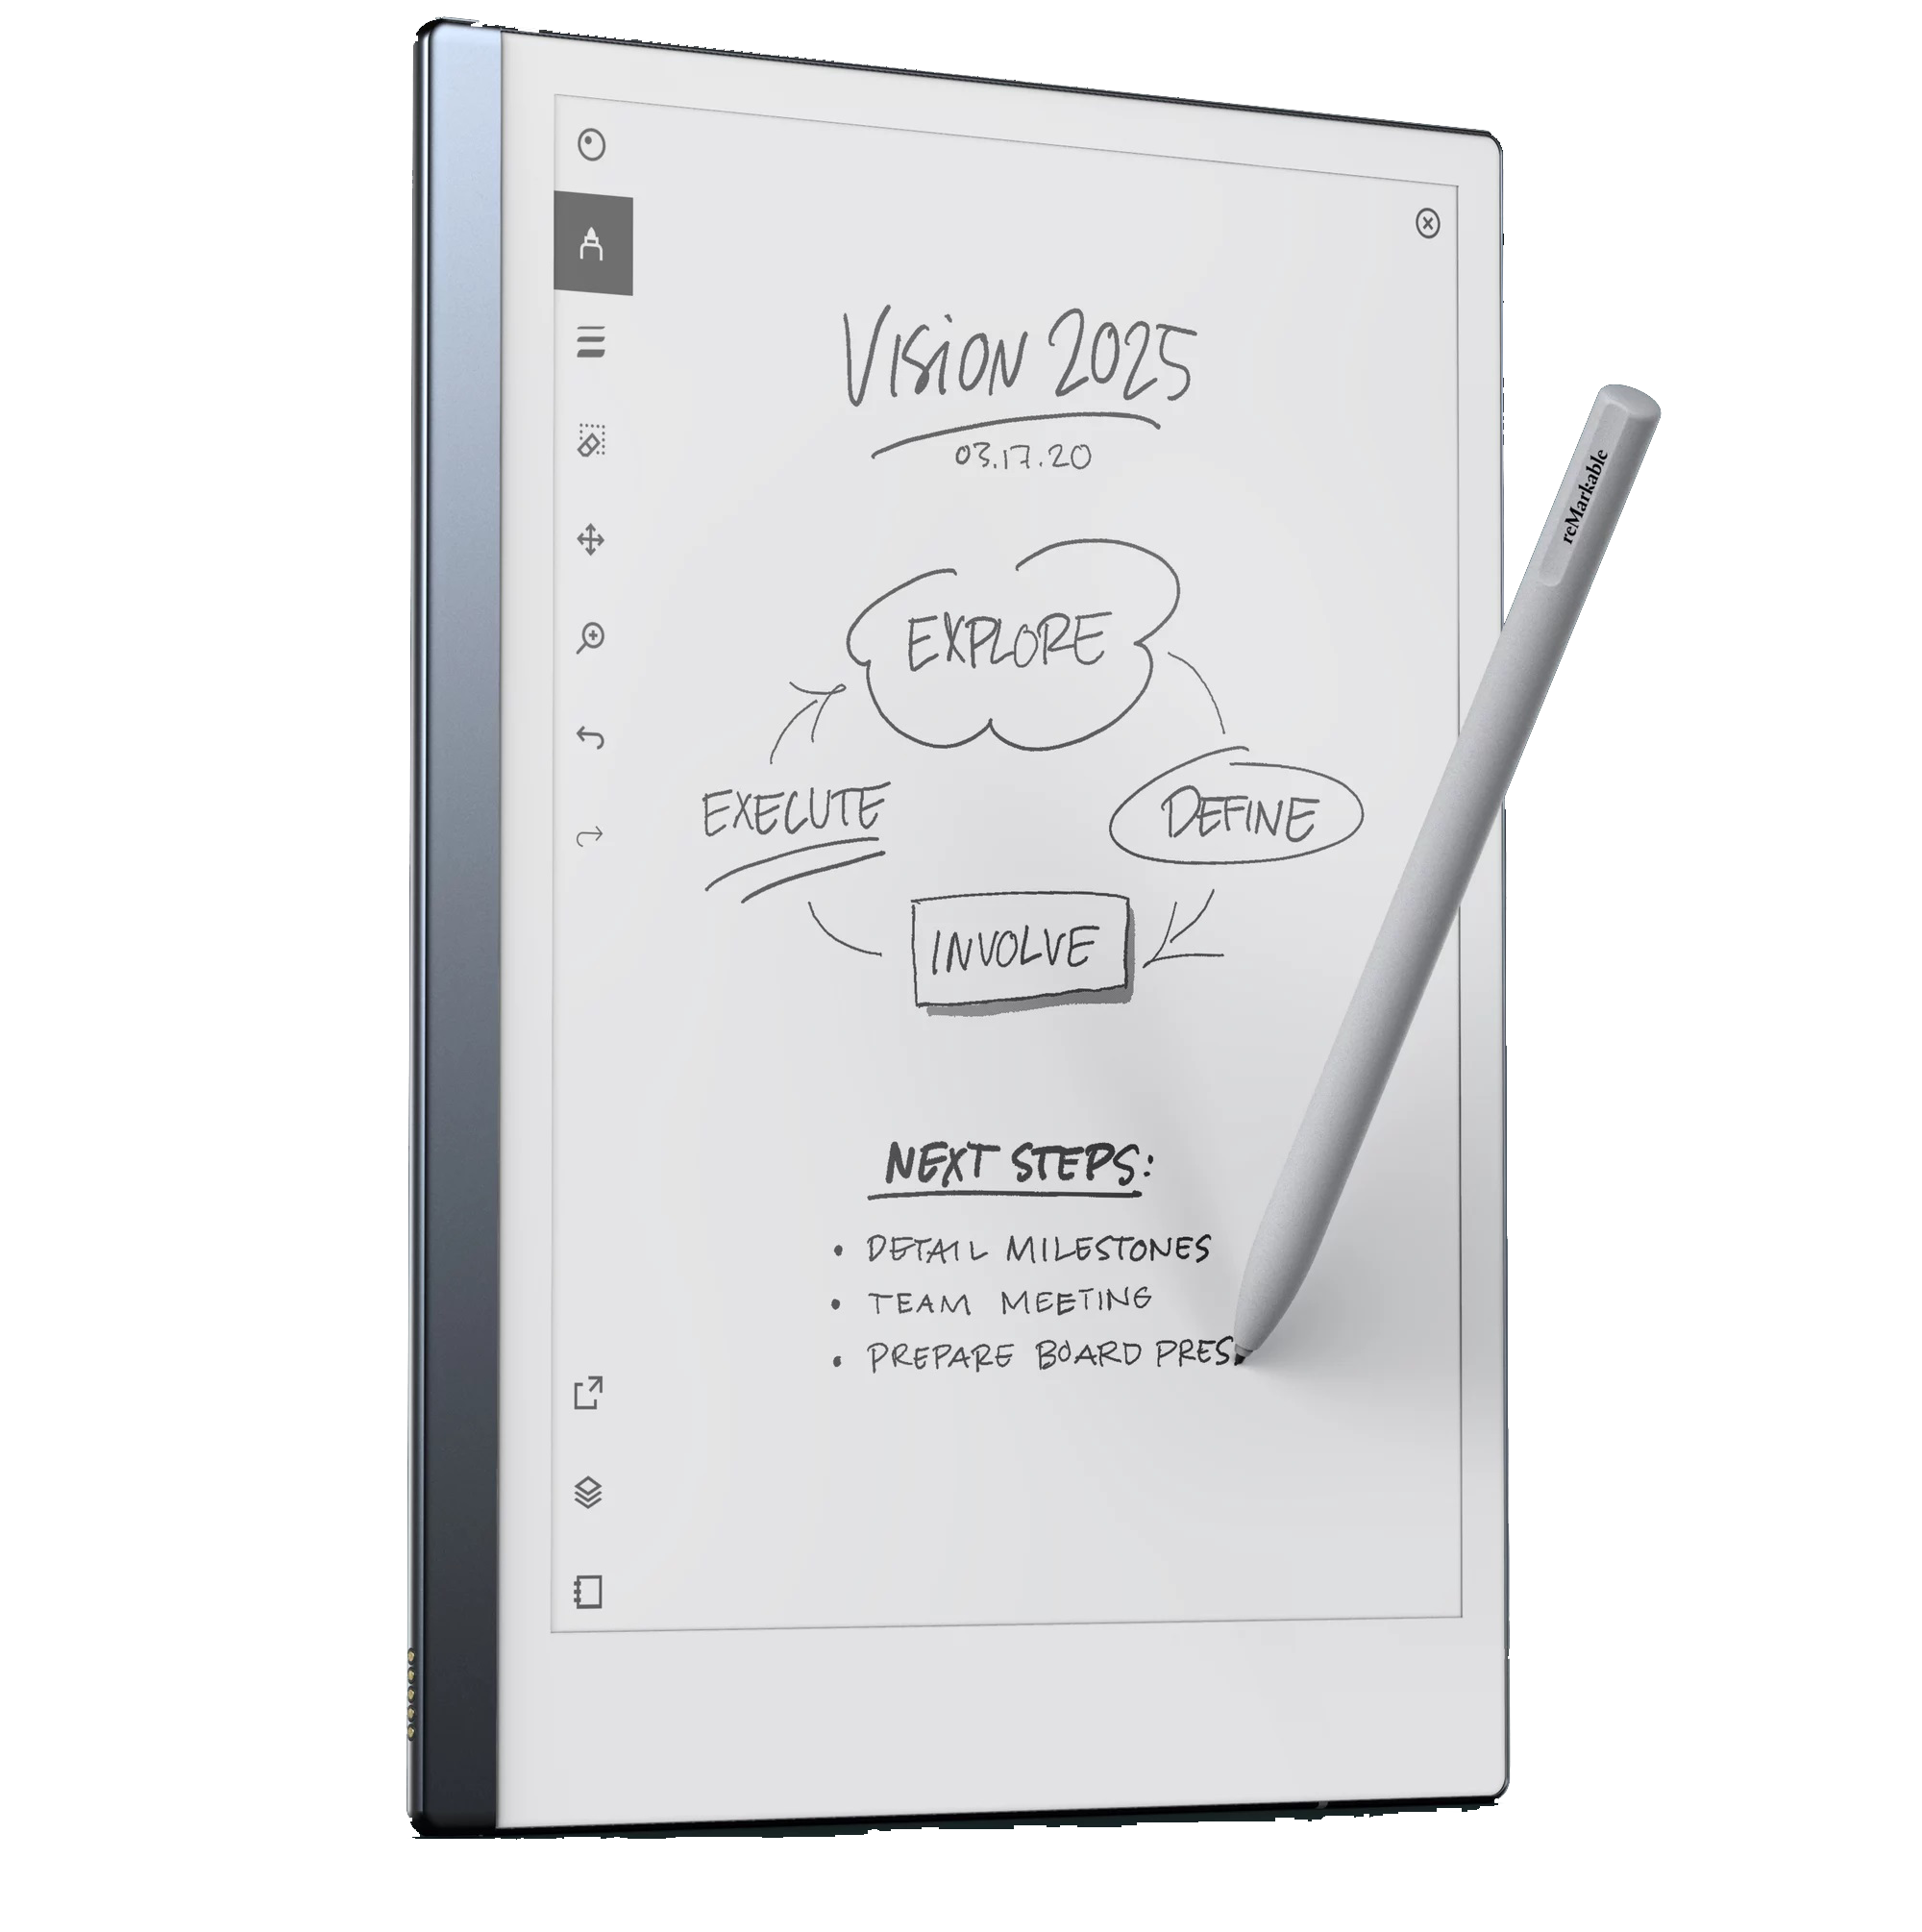 Vision 2025
03.17.20
EXPLORE
EXECUTE
DEFINE
INVOLVE
NEXT STEPS:
• DETAIL MILESTONES
• TEAM MEETING
• PREPARE BOARD PRES
reMarkable